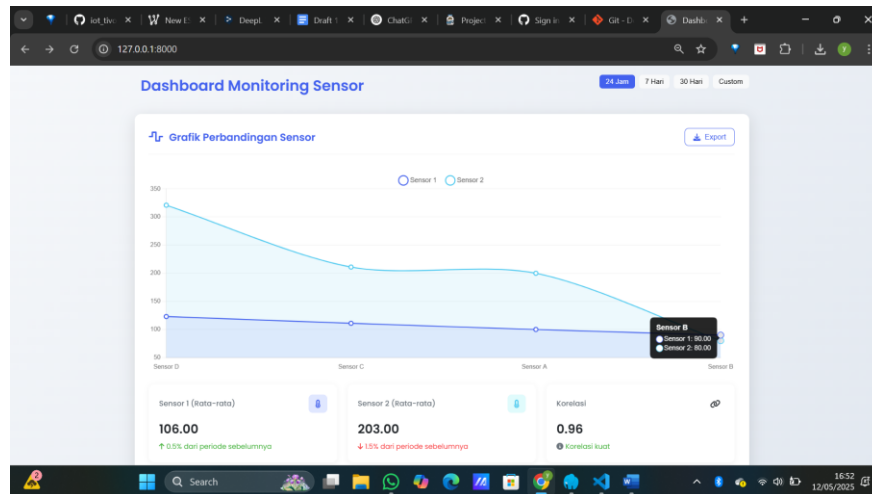 iot_tive
New E
DeepL
Draft t
ChatG
Project
Sign in
Git - D
Dashb
127.0.0.1:8000
Dashboard Monitoring Sensor
24 Jam 7 Hari 30 Hari Custom
Grafik Perbandingan Sensor
Export
Sensor 1 Sensor 2
350
300
250
200
150
100
50
Sensor B
Sensor 1: 90.00
Sensor 2: 80.00
Sensor D Sensor C Sensor A Sensor B
Sensor 1 (Rata-rata)
106.00
↑ 0.5% dari periode sebelumnya
Sensor 2 (Rata-rata)
203.00
↓ 1.5% dari periode sebelumnya
Korelasi
0.96
Korelasi kuat
2
Search
16:52
12/05/2025